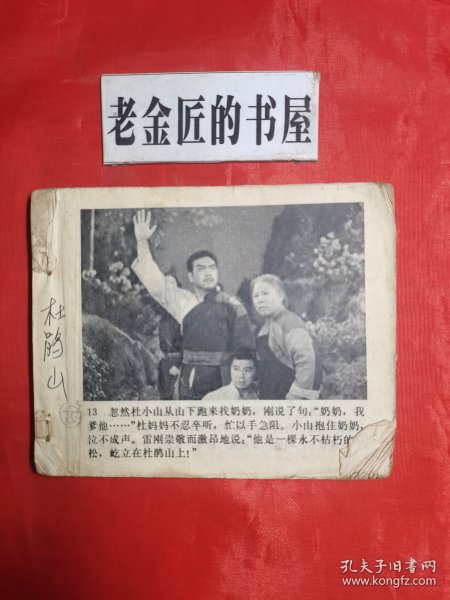 老金匠的书屋
杜鹃山
13 忽然杜小山从山下跑来找奶奶，刚说了句：“奶奶，我
爹他……”杜妈妈不忍卒听，忙以手急阻。小山抱住奶奶，
泣不成声。雷刚崇敬而激昂地说：“他是一棵永不枯朽的
松，屹立在杜鹃山上！”
孔夫子旧书网
www.kongfz.com